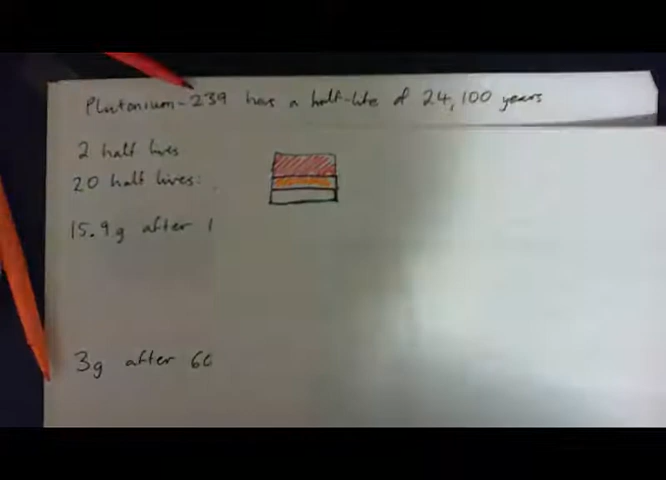 Plutonium-239 has a half-life of 24,100 years
2 half lives
20 half lives:
15.9g after 1
3g after 60